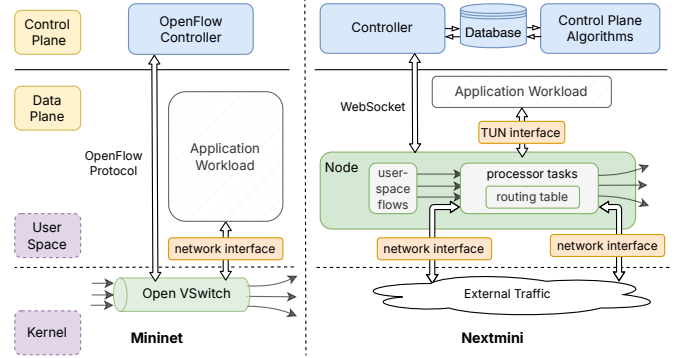 Control
Plane
OpenFlow
Controller
Controller
Database
Control Plane
Algorithms
Data
Plane
OpenFlow
Protocol
Application
Workload
network interface
User
Space
Open VSwitch
Kernel
Mininet
WebSocket
Application Workload
TUN interface
Node
user-
space
flows
processor tasks
routing table
network interface
network interface
External Traffic
Nextmini